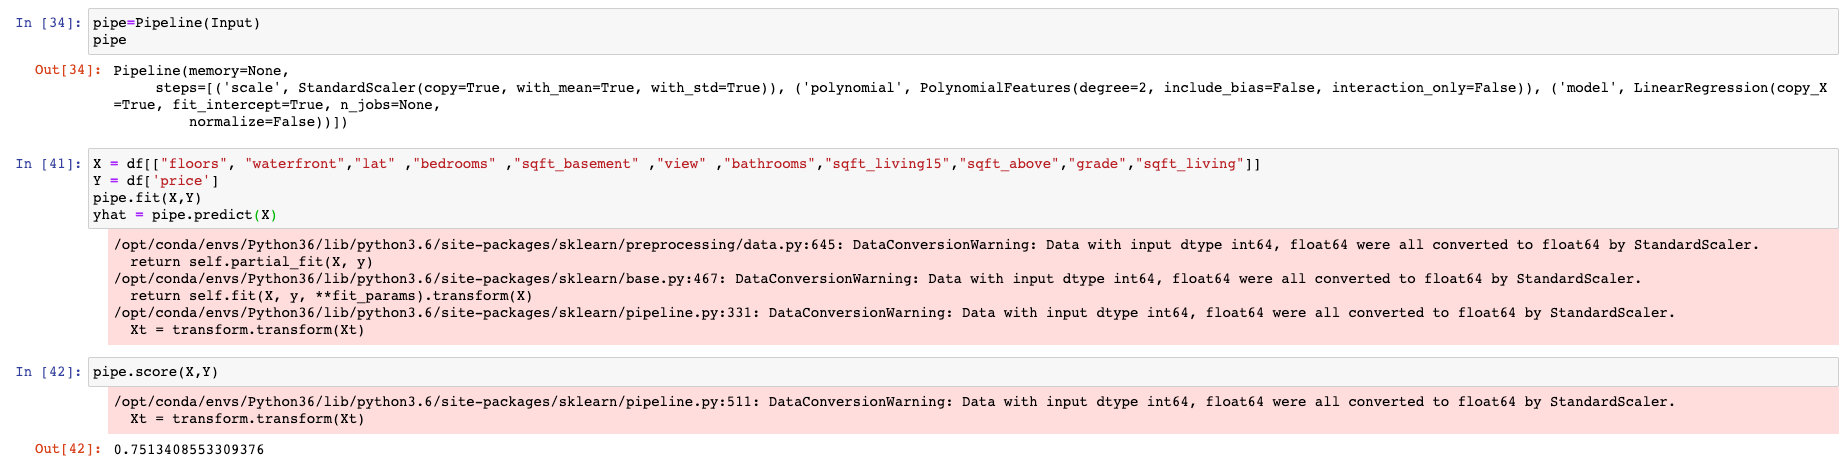 In [34]: pipe=Pipeline(Input)
pipe
Out[34]: Pipeline(memory=None,
     steps=[('scale', StandardScaler(copy=True, with_mean=True, with_std=True)), ('polynomial', PolynomialFeatures(degree=2, include_bias=False, interaction_only=False)), ('model', LinearRegression(copy_X
=True, fit_intercept=True, n_jobs=None,
         normalize=False))])
In [41]: X = df[["floors", "waterfront","lat" ,"bedrooms" ,"sqft_basement" ,"view" ,"bathrooms","sqft_living15","sqft_above","grade","sqft_living"]]
Y = df['price']
pipe.fit(X,Y)
yhat = pipe.predict(X)
/opt/conda/envs/Python36/lib/python3.6/site-packages/sklearn/preprocessing/data.py:645: DataConversionWarning: Data with input dtype int64, float64 were all converted to float64 by StandardScaler.
  return self.partial_fit(X, y)
/opt/conda/envs/Python36/lib/python3.6/site-packages/sklearn/base.py:467: DataConversionWarning: Data with input dtype int64, float64 were all converted to float64 by StandardScaler.
  return self.fit(X, y, **fit_params).transform(X)
/opt/conda/envs/Python36/lib/python3.6/site-packages/sklearn/pipeline.py:331: DataConversionWarning: Data with input dtype int64, float64 were all converted to float64 by StandardScaler.
  Xt = transform.transform(Xt)
In [42]: pipe.score(X,Y)
/opt/conda/envs/Python36/lib/python3.6/site-packages/sklearn/pipeline.py:511: DataConversionWarning: Data with input dtype int64, float64 were all converted to float64 by StandardScaler.
  Xt = transform.transform(Xt)
Out[42]: 0.7513408553309376